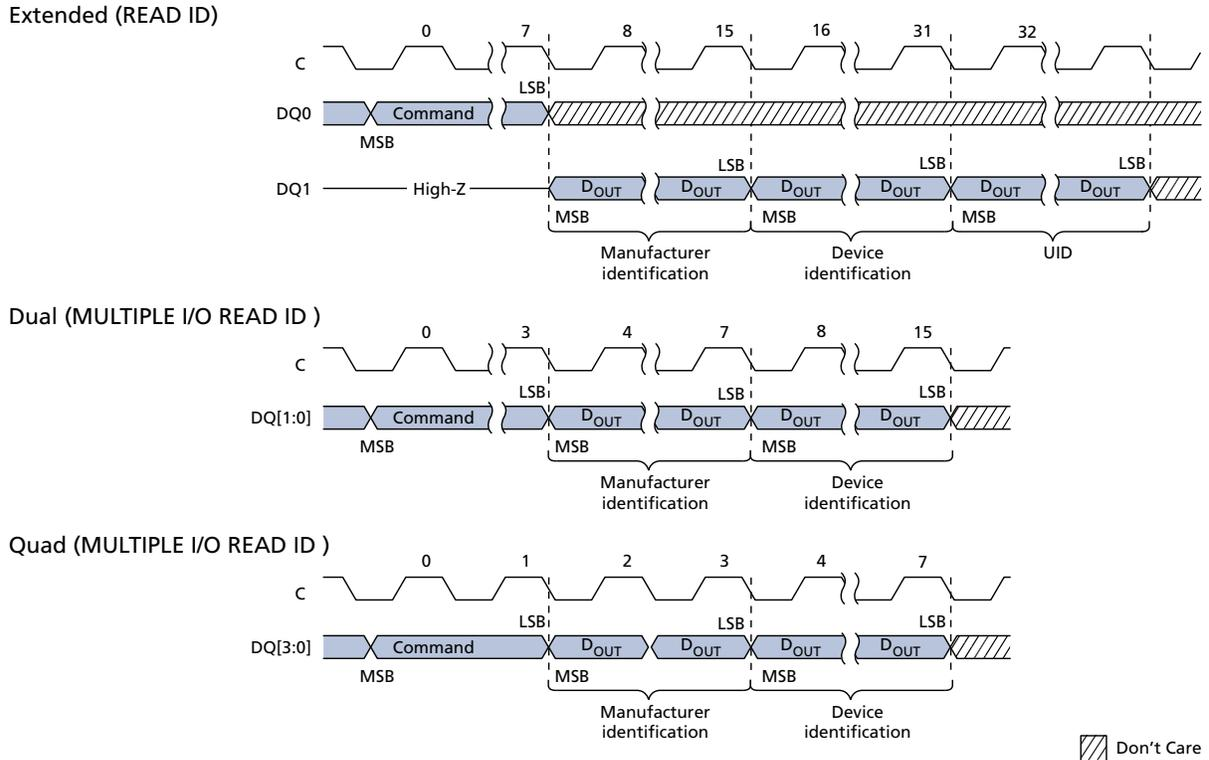 Extended (READ ID)
0 7 8 15 16 31 32
C
LSB
DQ0 Command
MSB
LSB LSB LSB
DQ1 High-Z DOUT DOUT DOUT DOUT DOUT DOUT
MSB MSB MSB
Manufacturer identification Device identification UID
Dual (MULTIPLE I/O READ ID )
0 3 4 7 8 15
C
LSB LSB LSB
DQ[1:0] Command DOUT DOUT DOUT DOUT
MSB MSB MSB
Manufacturer identification Device identification
Quad (MULTIPLE I/O READ ID )
0 1 2 3 4 7
C
LSB LSB LSB
DQ[3:0] Command DOUT DOUT DOUT DOUT
MSB MSB MSB
Manufacturer identification Device identification
Don't Care